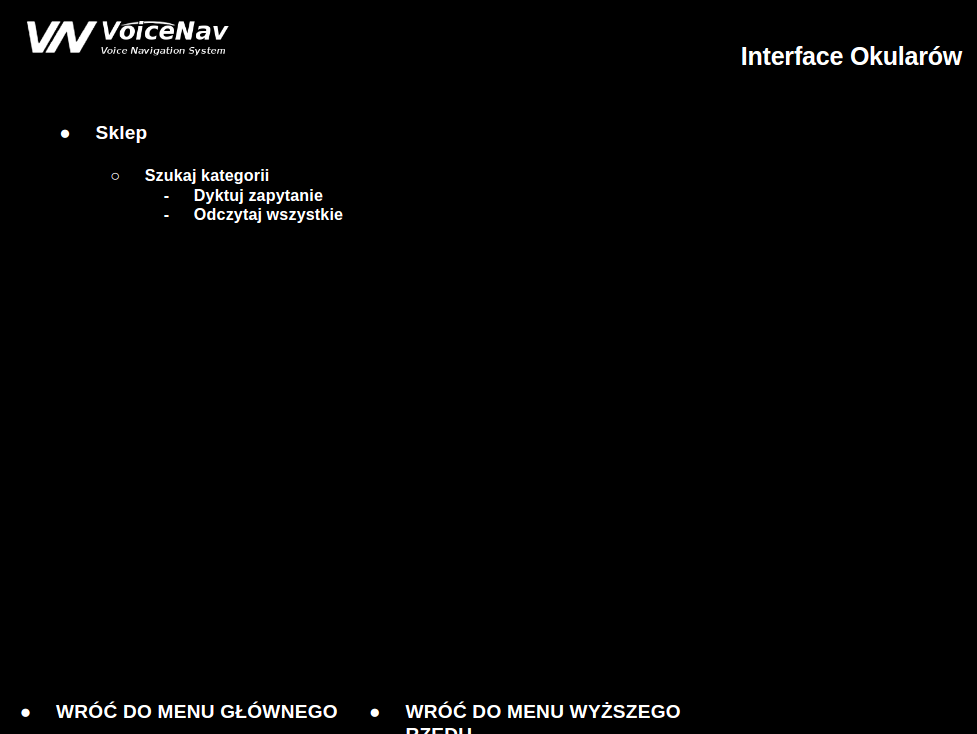 VN VoiceNav
Voice Navigation System
Interface Okularów
● Sklep
○ Szukaj kategorii
- Dyktuj zapytanie
- Odczytaj wszystkie
● WRÓĆ DO MENU GŁÓWNEGO
● WRÓĆ DO MENU WYŻSZEGO
RZĘDU